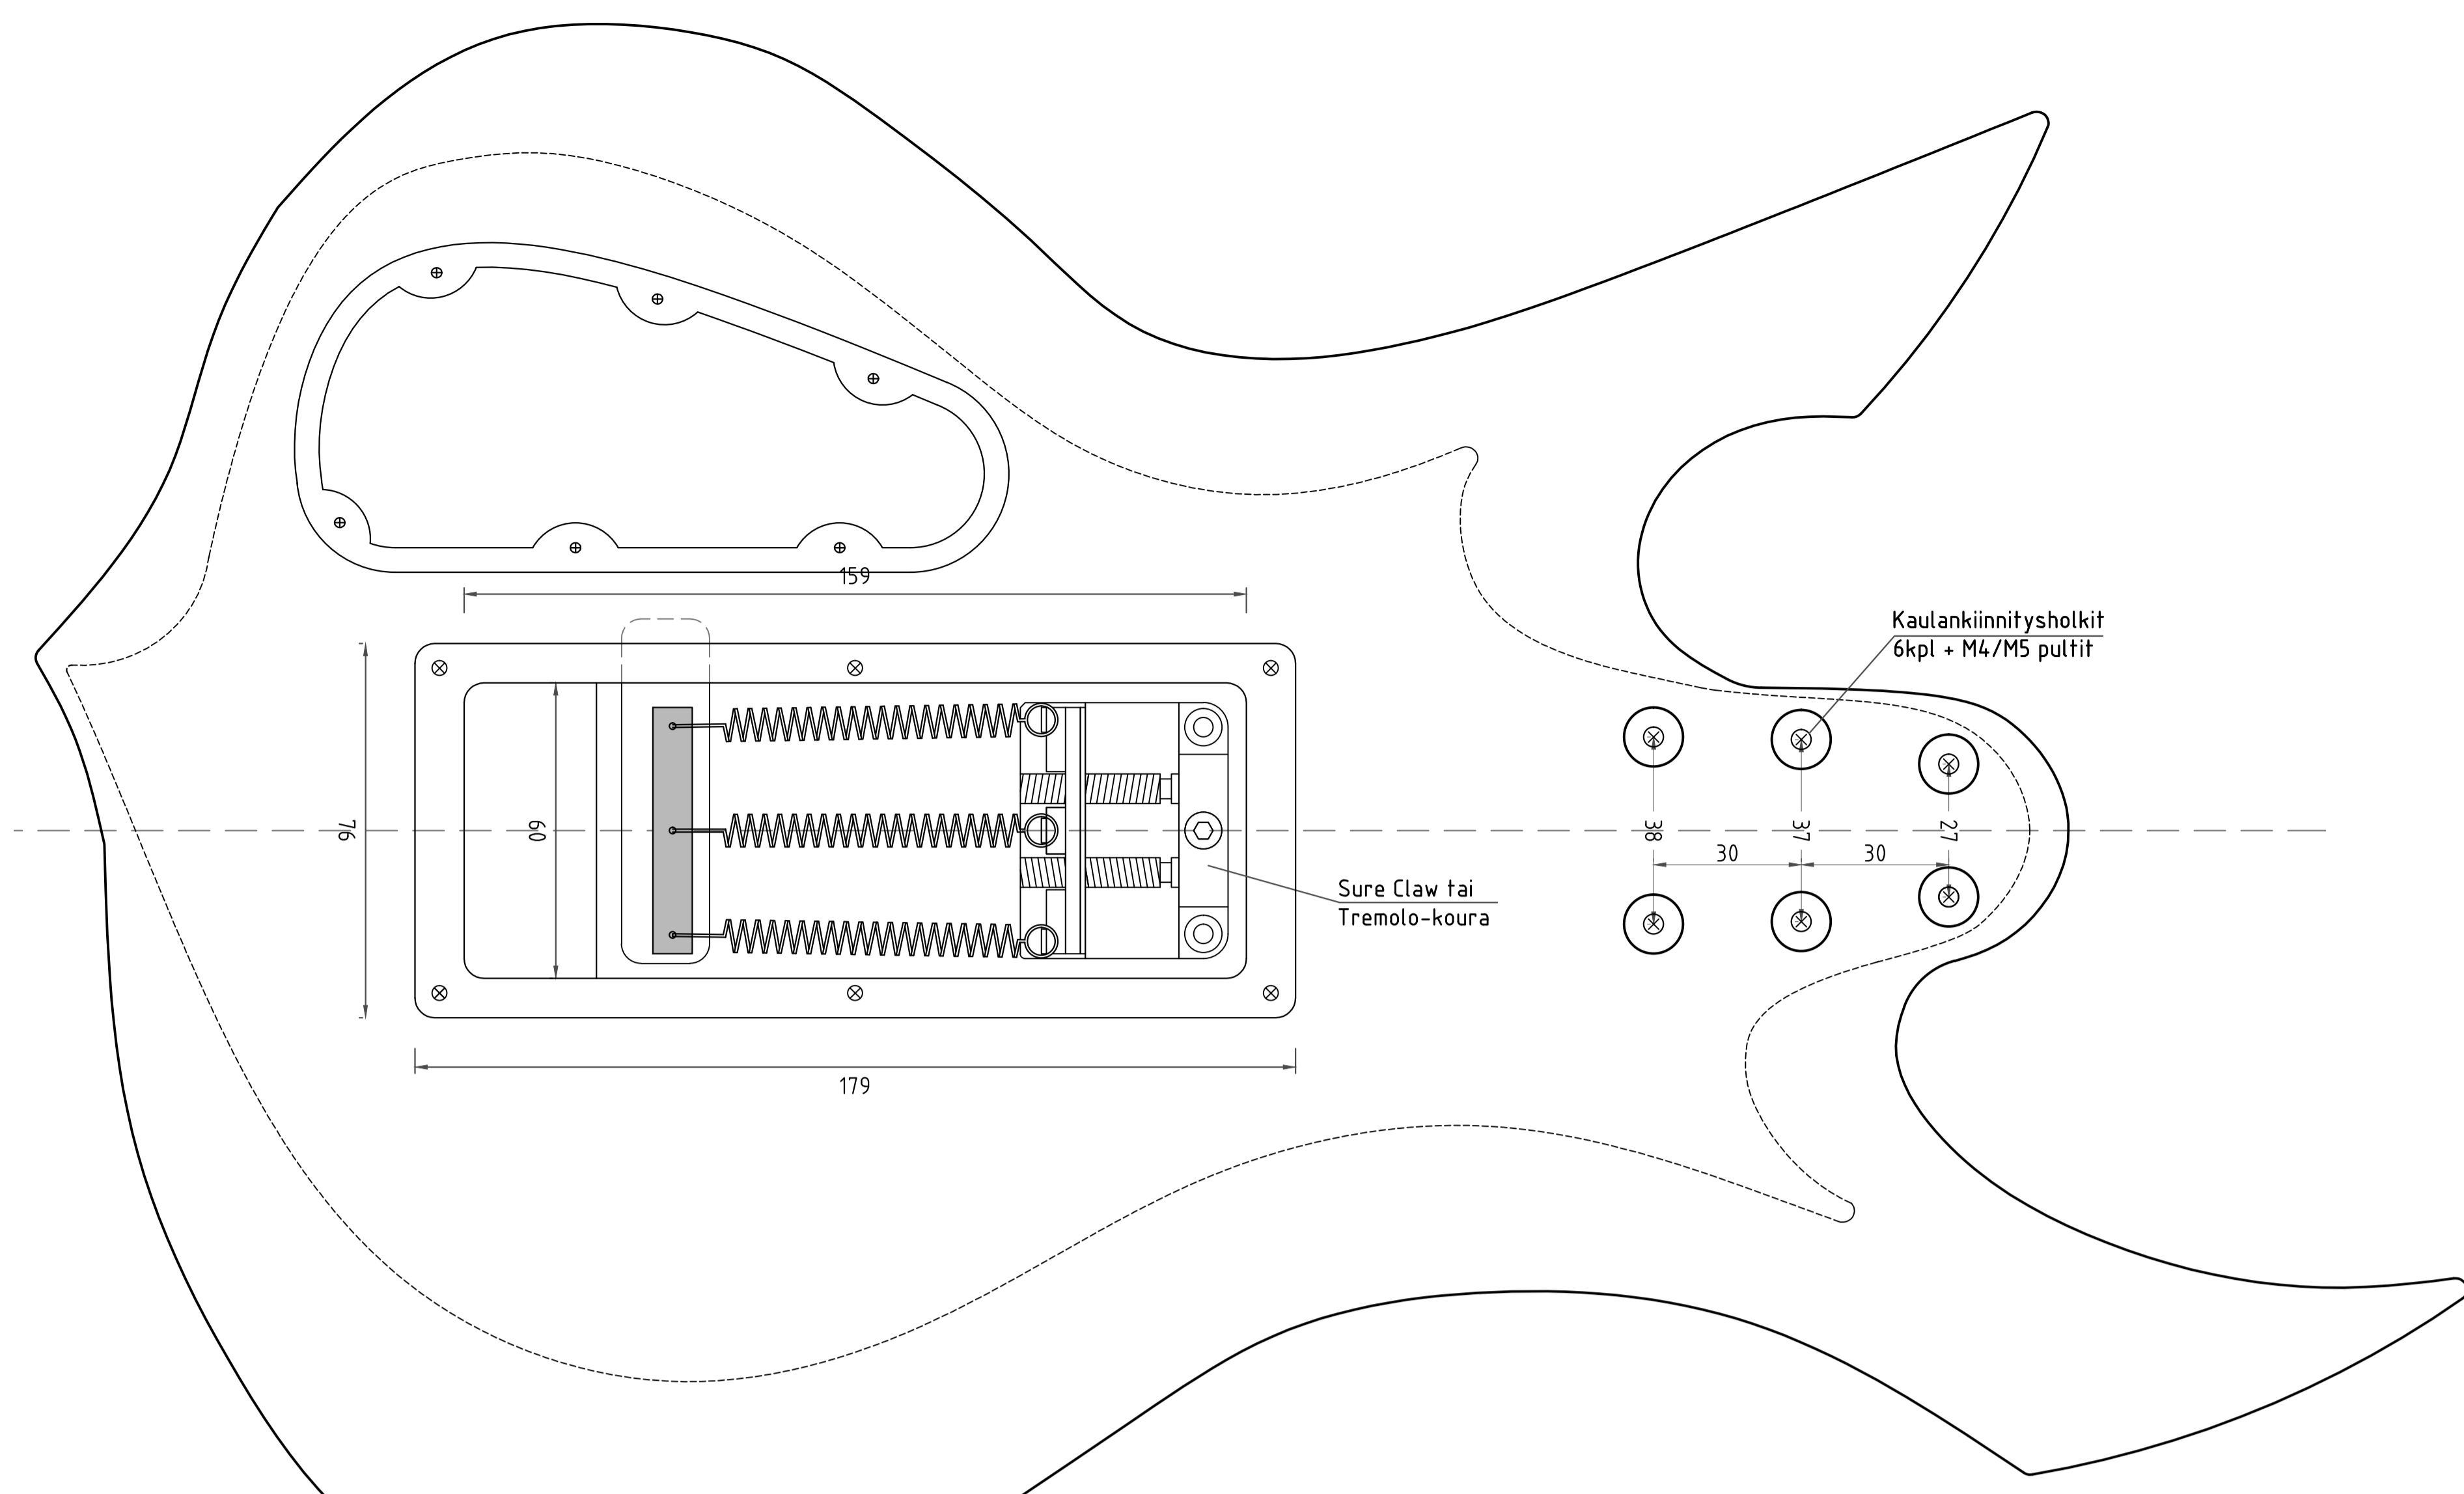 159
Kaulankiinnitysholkit
6kpl + M4/M5 pultit
76
60
38
37
27
30
30
Sure Claw tai
Tremolo-koura
179